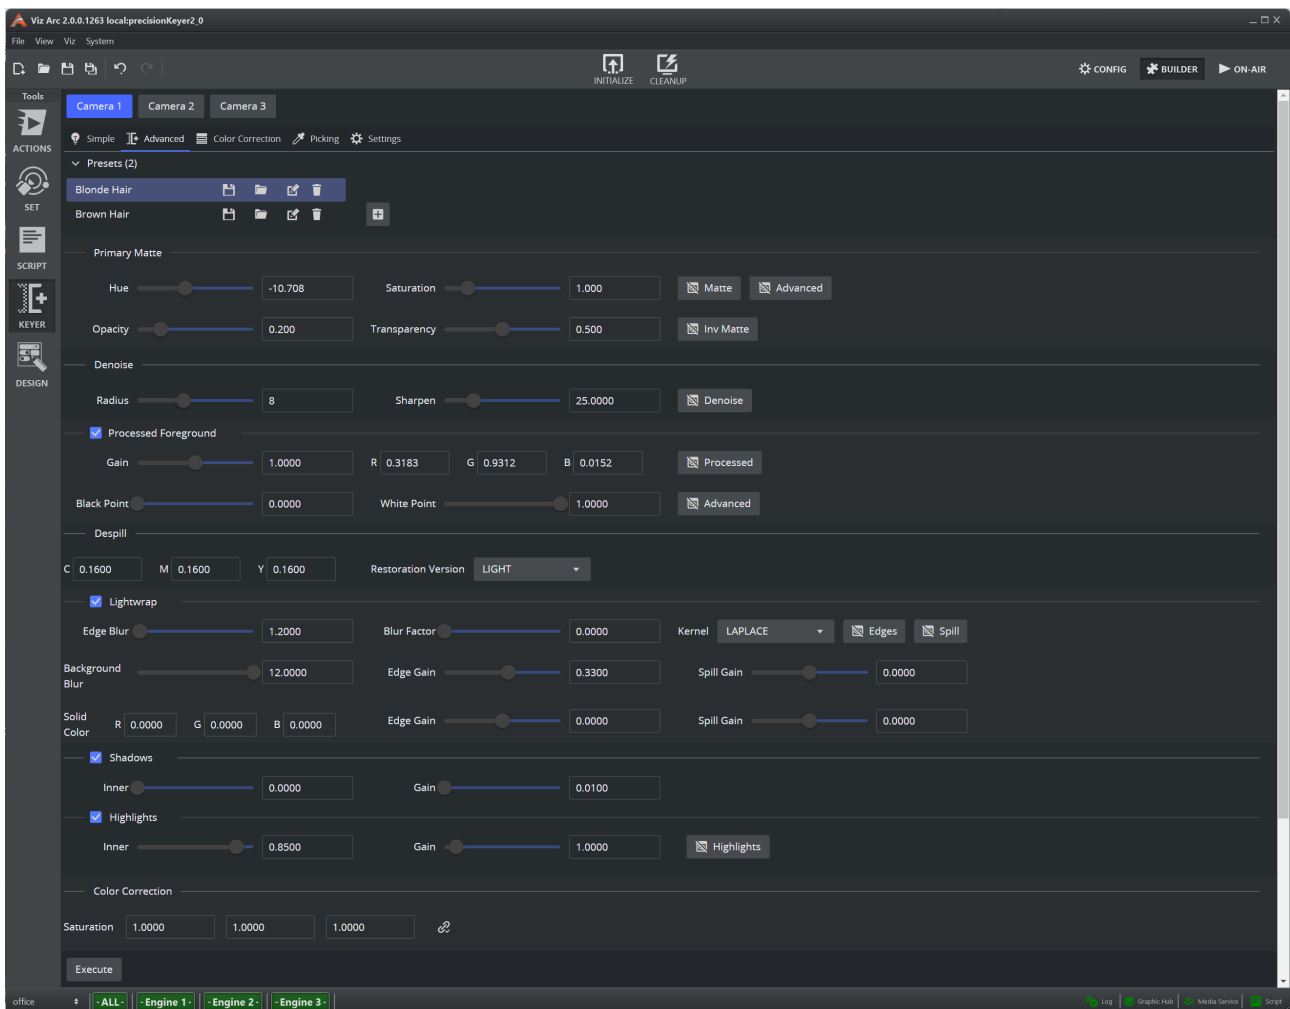 Viz Arc 2.0.0.1263 local:precisionKeyer2_0
File View Viz System
INITIALIZE CLEANUP CONFIG BUILDER ON-AIR
Tools
ACTIONS
SET
SCRIPT
KEYER
DESIGN
Camera 1 Camera 2 Camera 3
Simple Advanced Color Correction Picking Settings
Presets (2)
Blonde Hair
Brown Hair
Primary Matte
Hue -10.708 Saturation 1.000 Matte Advanced
Opacity 0.200 Transparency 0.500 Inv Matte
Denoise
Radius 8 Sharpen 25.0000 Denoise
Processed Foreground
Gain 1.0000 R 0.3183 G 0.9312 B 0.0152 Processed
Black Point 0.0000 White Point 1.0000 Advanced
Despill
C 0.1600 M 0.1600 Y 0.1600 Restoration Version LIGHT
Lightwrap
Edge Blur 1.2000 Blur Factor 0.0000 Kernel LAPLACE Edges Spill
Background Blur 12.0000 Edge Gain 0.3300 Spill Gain 0.0000
Solid Color R 0.0000 G 0.0000 B 0.0000 Edge Gain 0.0000 Spill Gain 0.0000
Shadows
Inner 0.0000 Gain 0.0100
Highlights
Inner 0.8500 Gain 1.0000 Highlights
Color Correction
Saturation 1.0000 1.0000 1.0000
Execute
office -ALL- -Engine 1- -Engine 2- -Engine 3- Log Graphic Hub Media Service Script